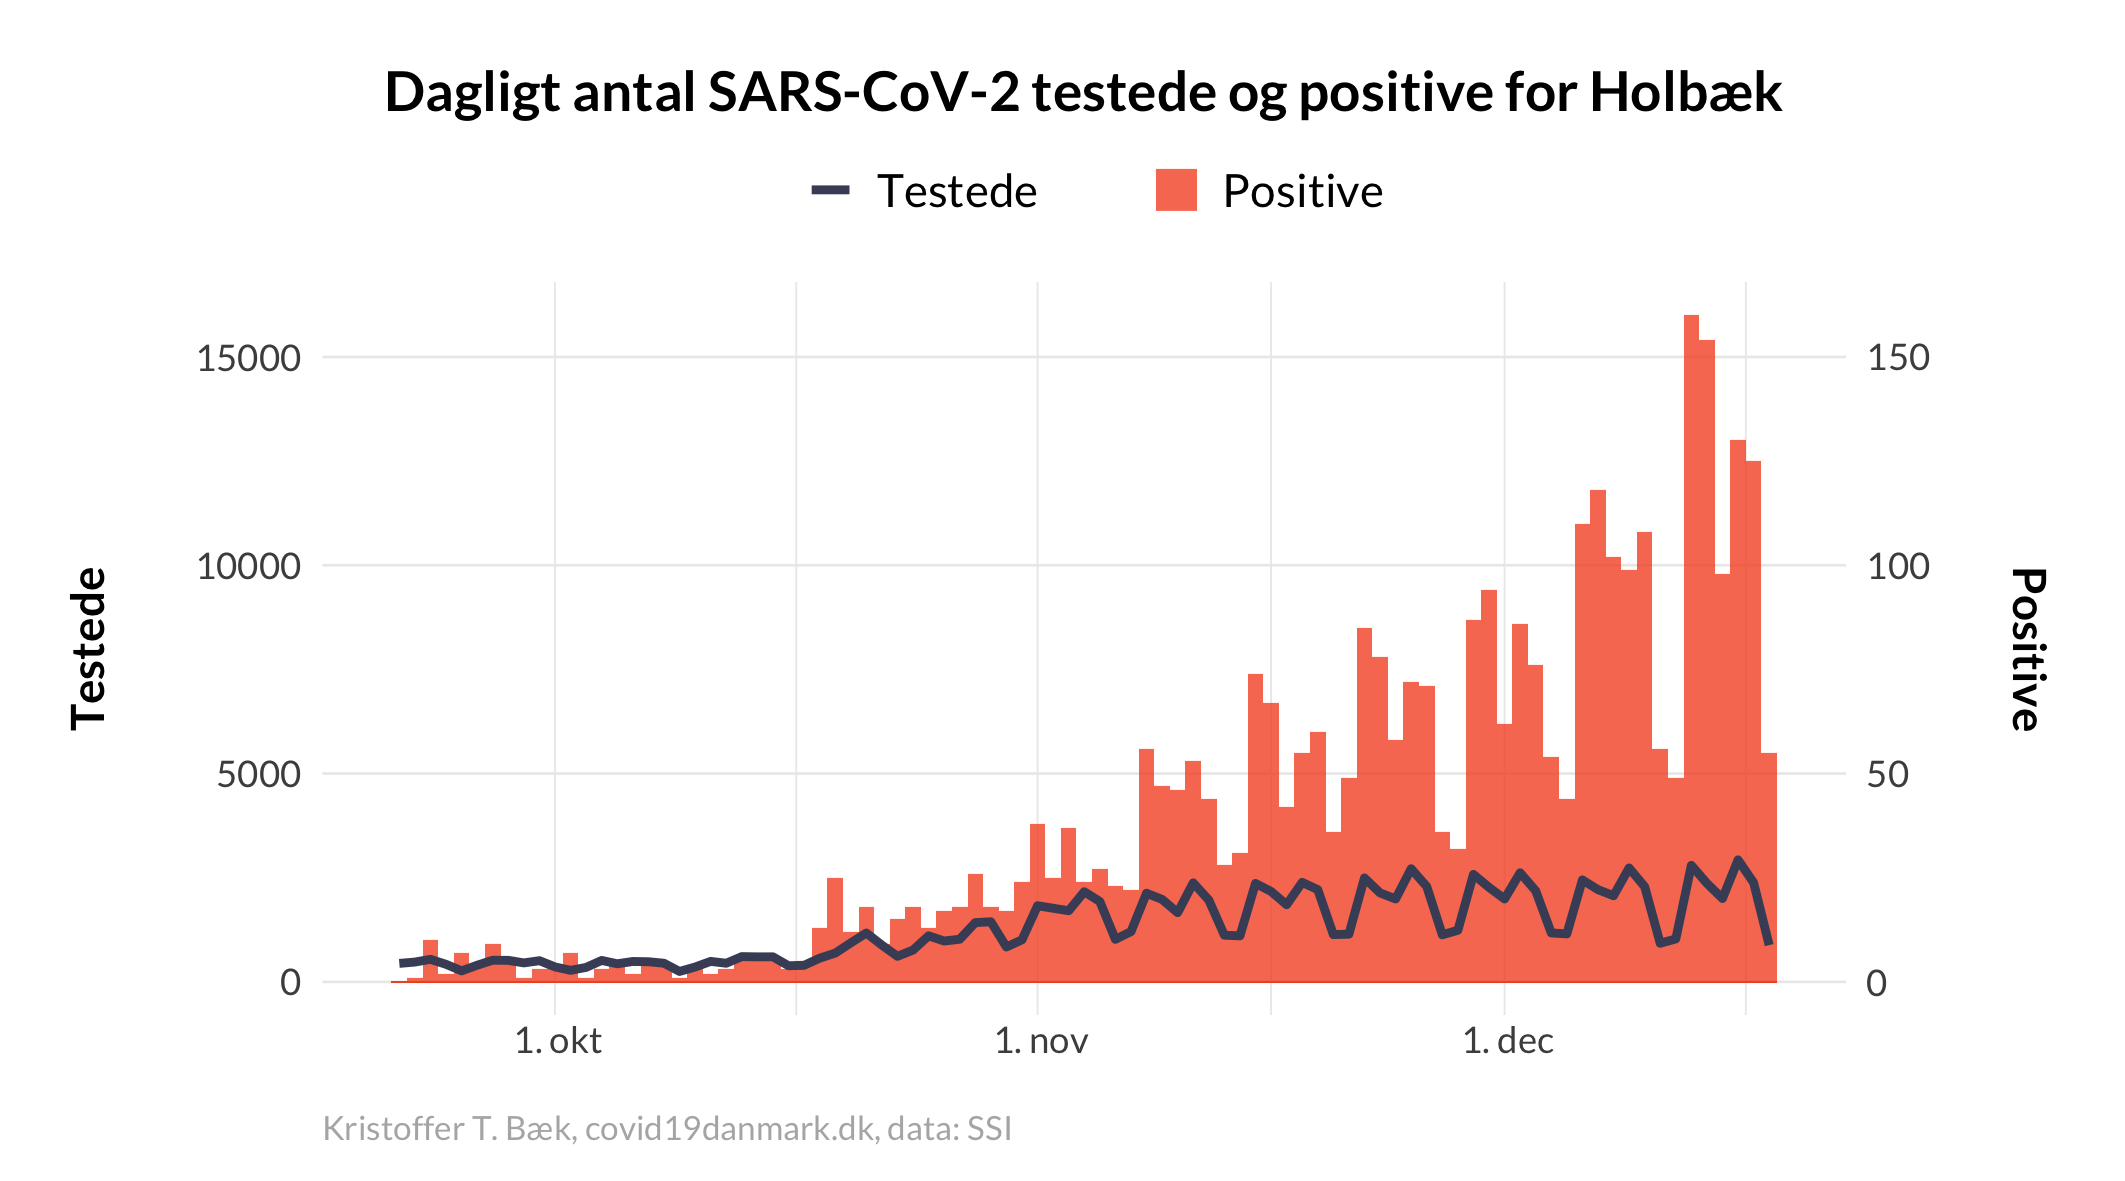 Dagligt antal SARS-CoV-2 testede og positive for Holbæk
Testede Positive
15000 150
10000 100
5000 50
0 0
Testede
Positive
1. okt 1. nov 1. dec
Kristoffer T. Bæk, covid19danmark.dk, data: SSI